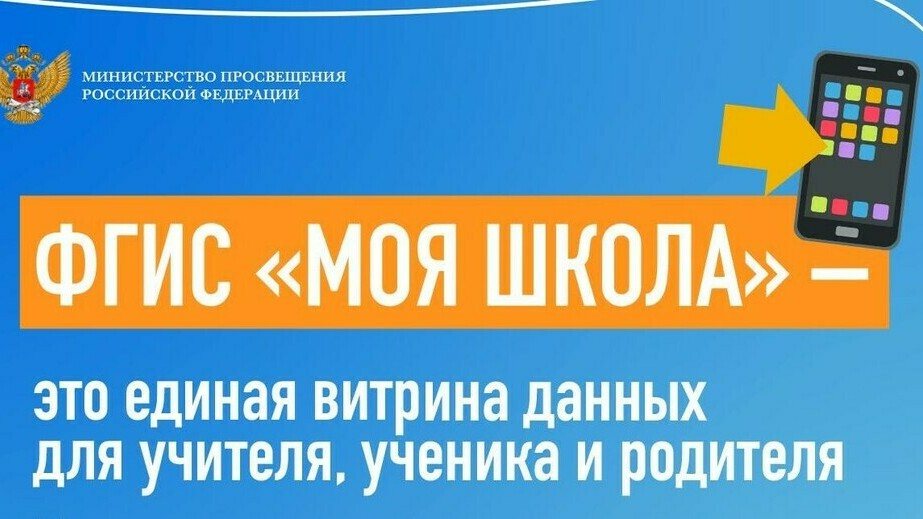 МИНИСТЕРСТВО ПРОСВЕЩЕНИЯ
РОССИЙСКОЙ ФЕДЕРАЦИИ
ФГИС «МОЯ ШКОЛА» —
это единая витрина данных
для учителя, ученика и родителя